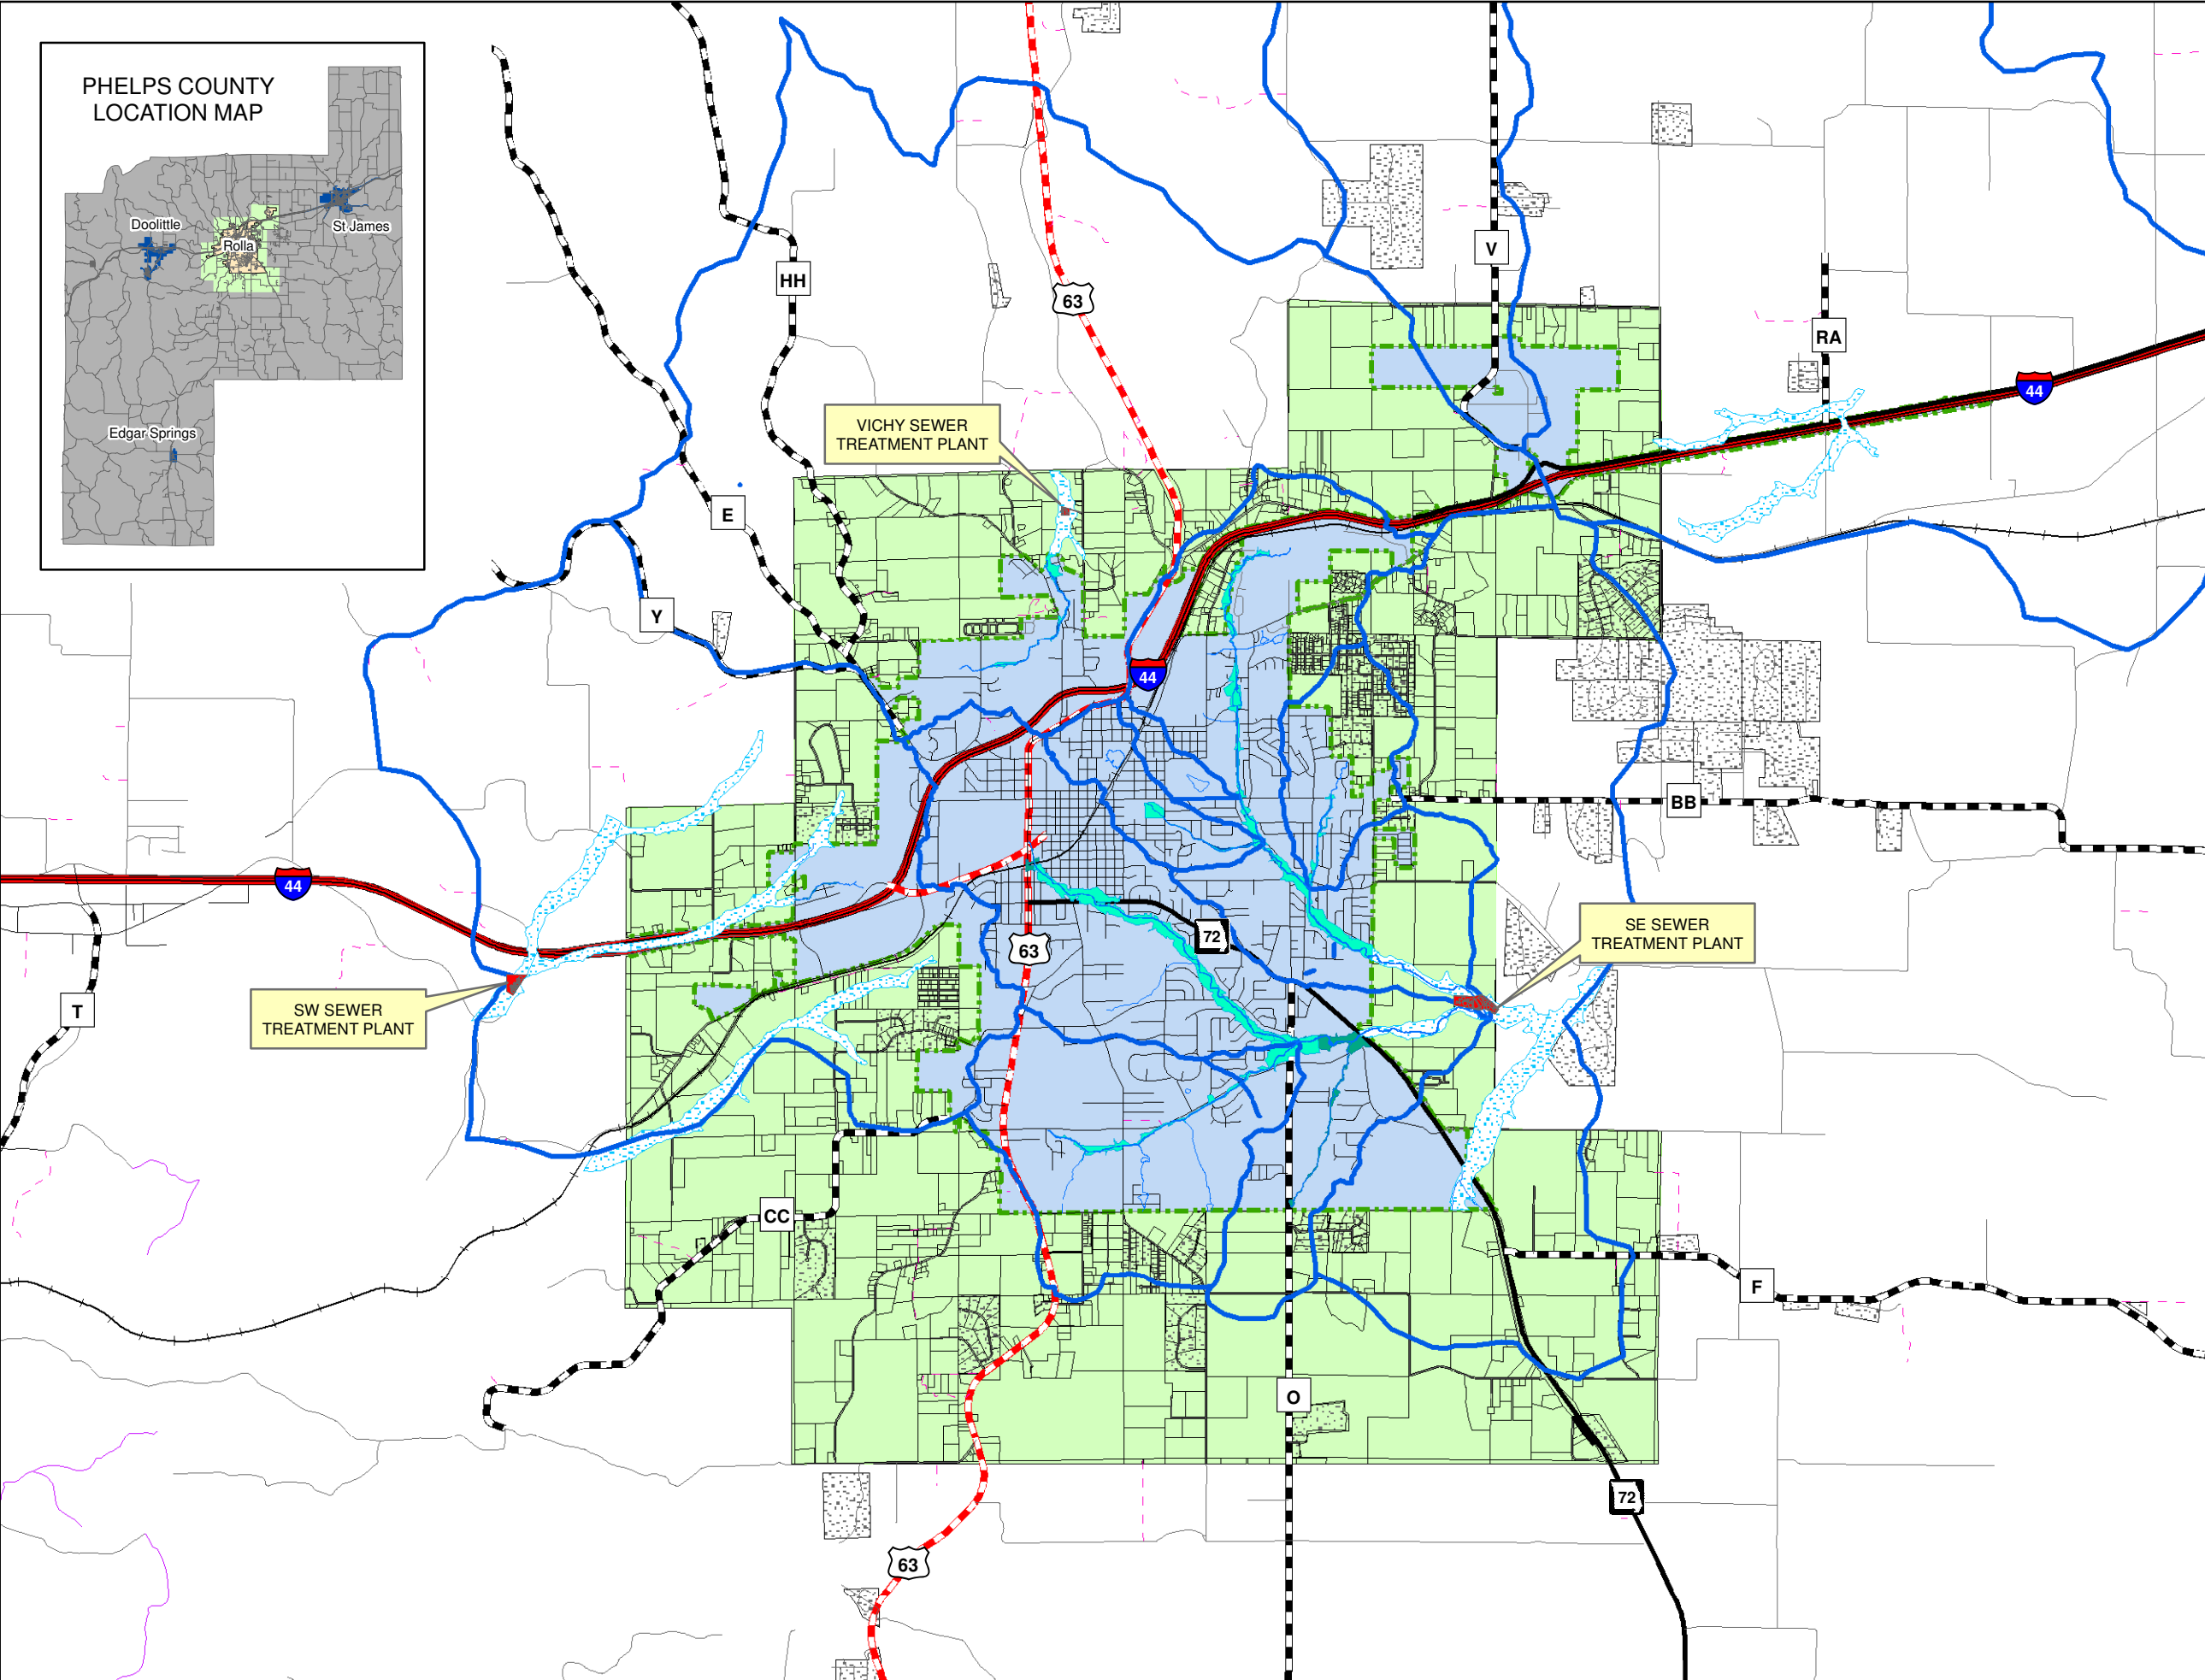 PHELPS COUNTY
LOCATION MAP
Doolittle
Rolla
St James
Edgar Springs
V
HH
63
RA
44
VICHY SEWER
TREATMENT PLANT
E
Y
44
BB
44
72
63
SE SEWER
TREATMENT PLANT
T
SW SEWER
TREATMENT PLANT
CC
F
O
72
63